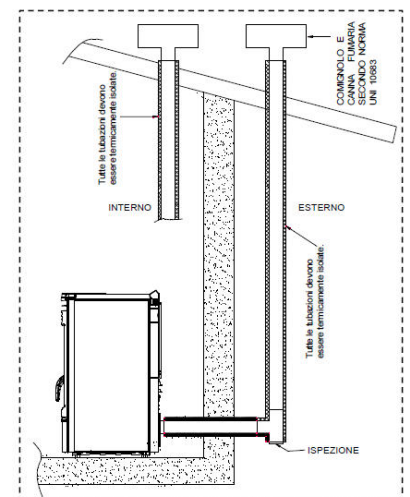 COMIGNOLO E
CANNA FUMARIA
SECONDO NORMA
UNI 10683
Tutte le tubazioni devono
essere termicamente isolate.
INTERNO
ESTERNO
Tutte le tubazioni devono
essere termicamente isolate.
ISPEZIONE